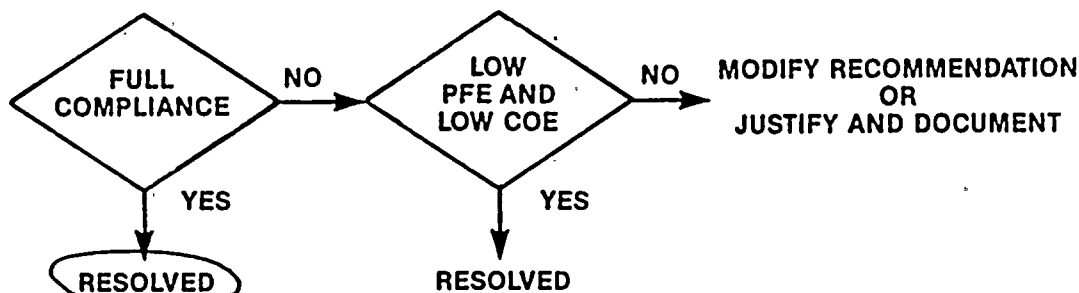 FULL
COMPLIANCE
NO
LOW
PFE AND
LOW COE
NO
MODIFY RECOMMENDATION
OR
JUSTIFY AND DOCUMENT
YES
YES
RESOLVED
RESOLVED